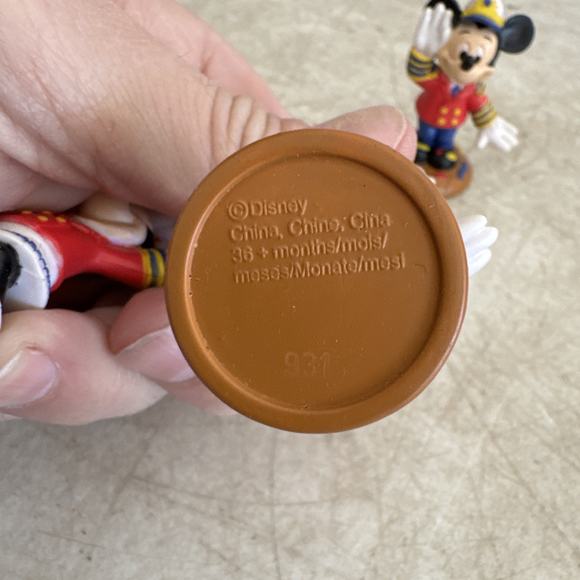 ©Disney
China, Chine, Cina
36 + months/mois/
meses/Monate/mesi
931